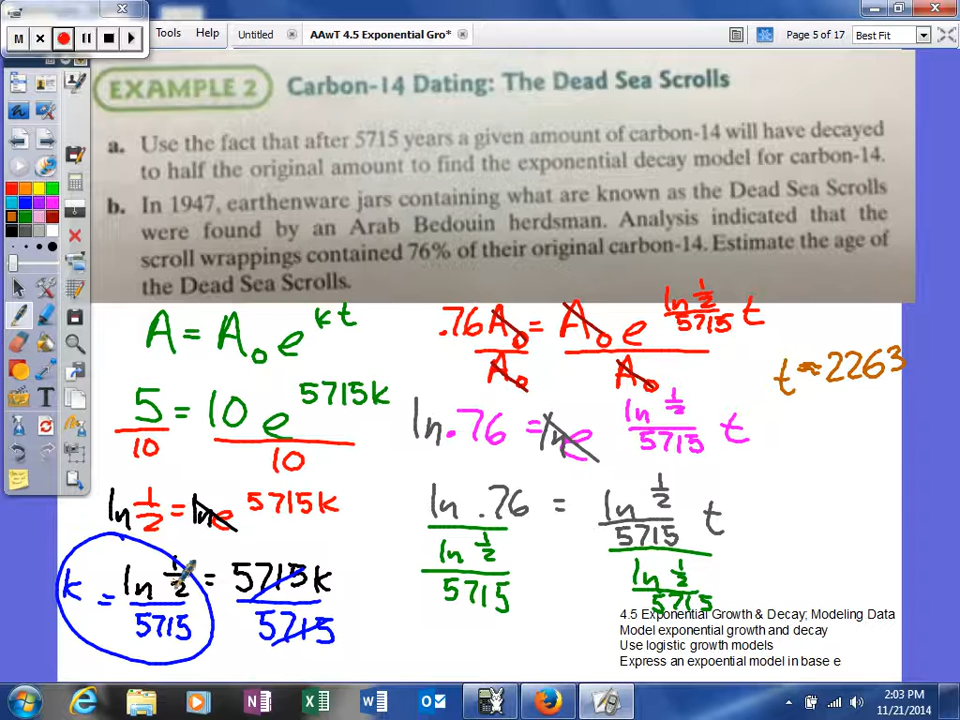 M
Tools Help Untitled AAwT 4.5 Exponential Gro* Page 5 of 17 Best Fit
EXAMPLE 2 Carbon-14 Dating: The Dead Sea Scrolls
a. Use the fact that after 5715 years a given amount of carbon-14 will have decayed
to half the original amount to find the exponential decay model for carbon-14.
b. In 1947, earthenware jars containing what are known as the Dead Sea Scrolls
were found by an Arab Bedouin herdsman. Analysis indicated that the
scroll wrappings contained 76% of their original carbon-14. Estimate the age of
the Dead Sea Scrolls.
A = A₀ e^kt
5 = 10 e^5715k
10 10
ln 1/2 = ln e^5715k
k = ln 1/2 = 5715k
5715 5715
.76A₀ = A₀ e^(ln 1/2 / 5715) t
A₀ A₀
ln .76 = ln e^(ln 1/2 / 5715) t
ln .76 = ln 1/2 / 5715 t
ln 1/2 / 5715 ln 1/2 / 5715
t ≈ 2263
4.5 Exponential Growth & Decay; Modeling Data
Model exponential growth and decay
Use logistic growth models
Express an expoential model in base e
2:03 PM
11/21/2014